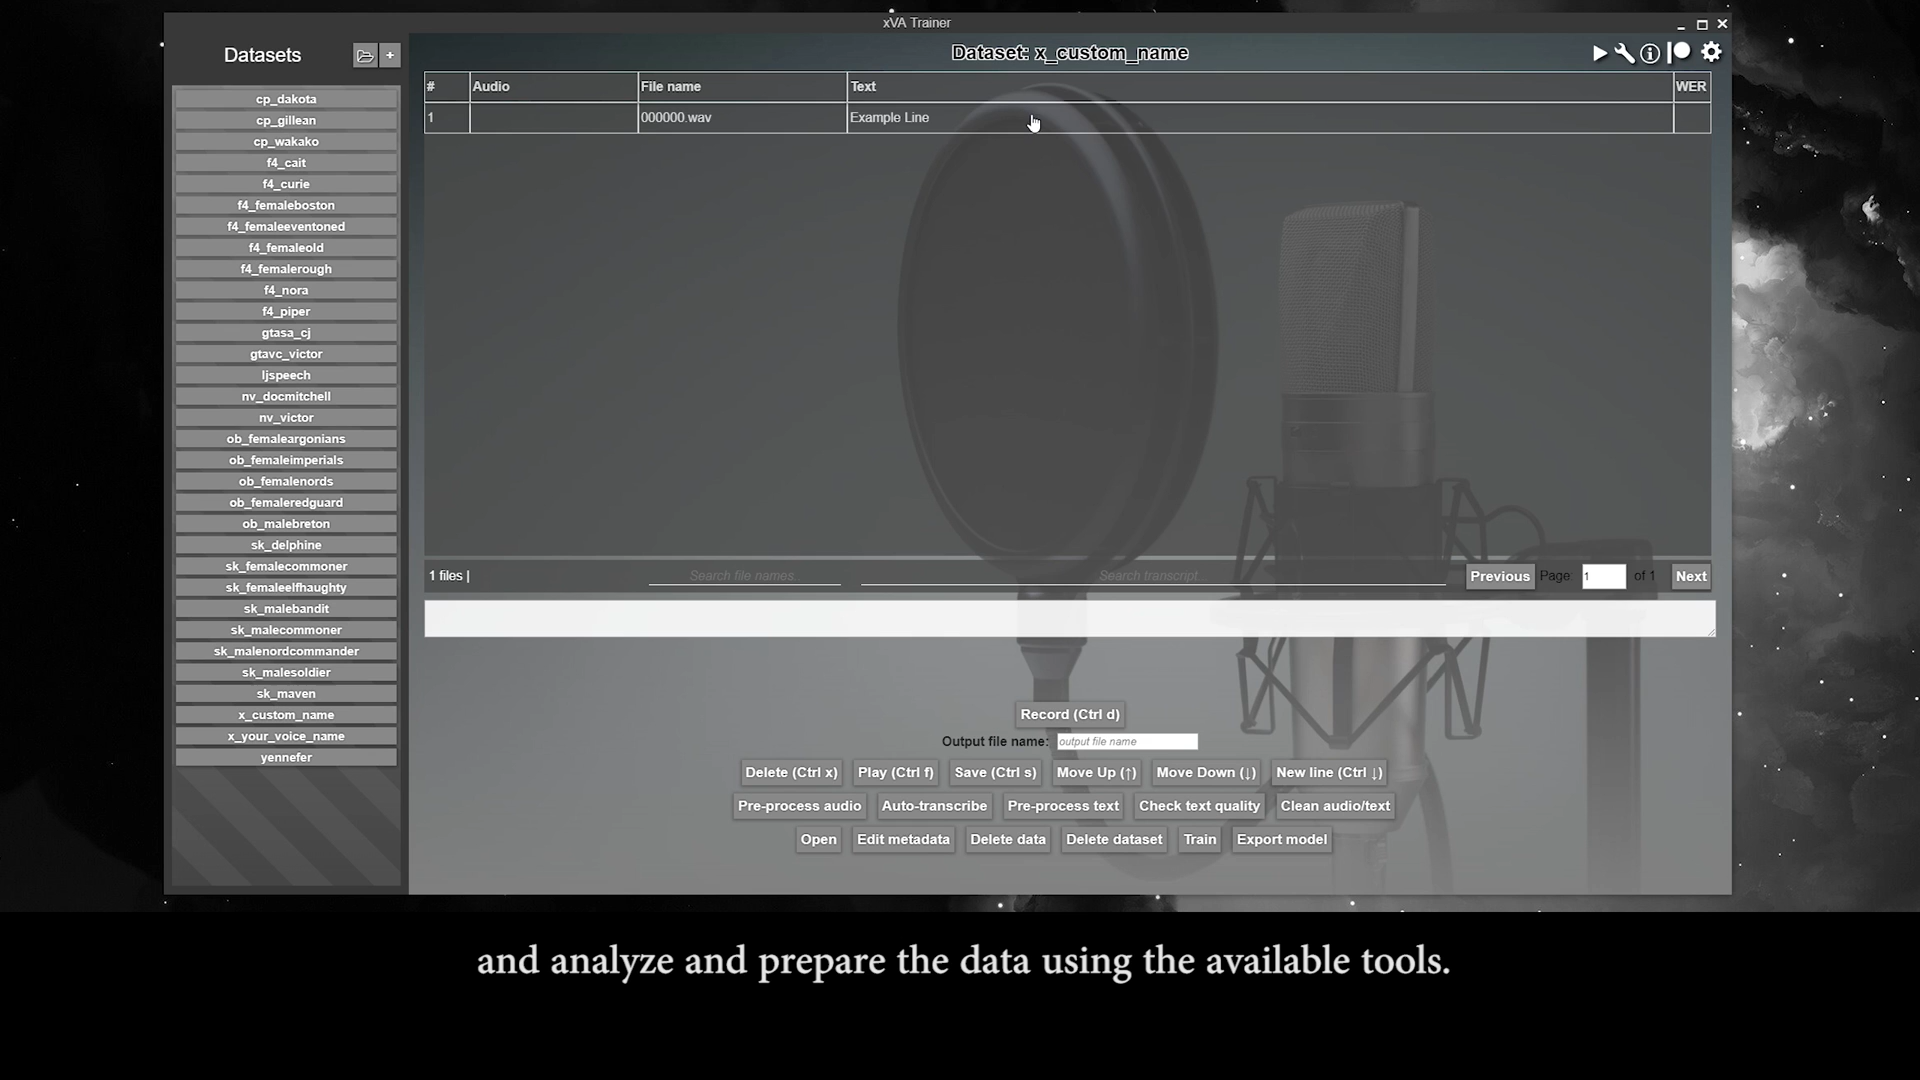 xVA Trainer
Datasets
+
cp_dakota
cp_gillean
cp_wakako
f4_cait
f4_curie
f4_femaleboston
f4_femaleeventoned
f4_femaleold
f4_femalerough
f4_nora
f4_piper
gtasa_cj
gtavc_victor
ljspeech
nv_docmitchell
nv_victor
ob_femaleargonians
ob_femaleimperials
ob_femalenords
ob_femaleredguard
ob_malebreton
sk_delphine
sk_femalecommoner
sk_femaleelfhaughty
sk_malebandit
sk_malecommoner
sk_malenordcommander
sk_malesoldier
sk_maven
x_custom_name
x_your_voice_name
yennefer
Dataset: x_custom_name
# Audio File name Text WER
1 000000.wav Example Line
1 files | Search file names.. Search transcript... Previous Page: 1 of 1 Next
Record (Ctrl d)
Output file name: output file name
Delete (Ctrl x) Play (Ctrl f) Save (Ctrl s) Move Up (↑) Move Down (↓) New line (Ctrl ↓)
Pre-process audio Auto-transcribe Pre-process text Check text quality Clean audio/text
Open Edit metadata Delete data Delete dataset Train Export model
and analyze and prepare the data using the available tools.